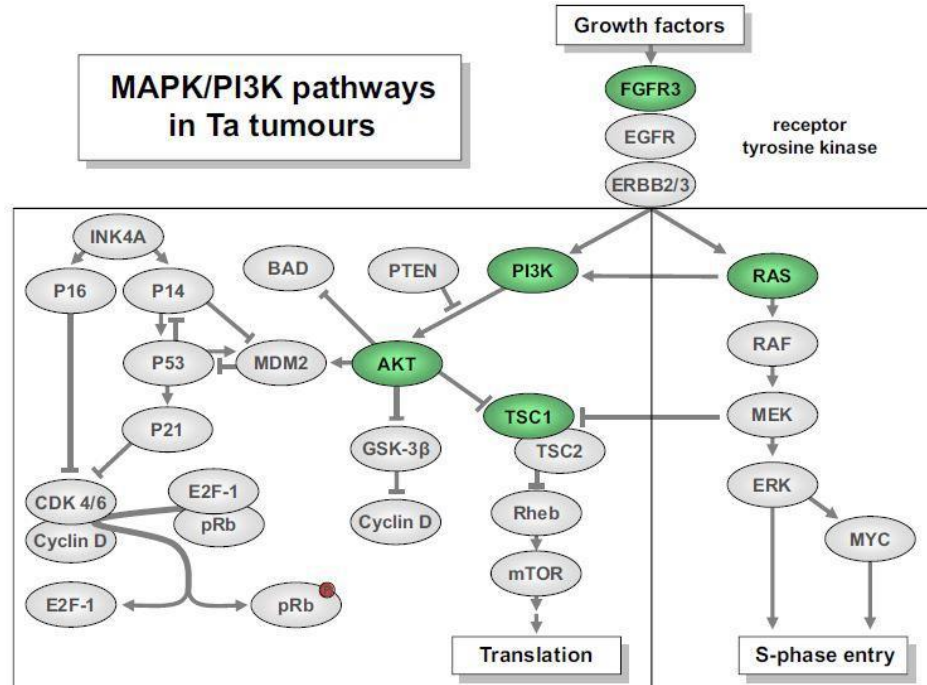 Growth factors
MAPK/PI3K pathways
in Ta tumours
FGFR3
EGFR
receptor
tyrosine kinase
ERBB2/3
INK4A
BAD
PTEN
PI3K
RAS
P16
P14
RAF
P53
MDM2
AKT
TSC1
MEK
P21
GSK-3β
TSC2
CDK 4/6
E2F-1
ERK
Cyclin D
pRb
Cyclin D
Rheb
MYC
mTOR
E2F-1
pRb
P
Translation
S-phase entry